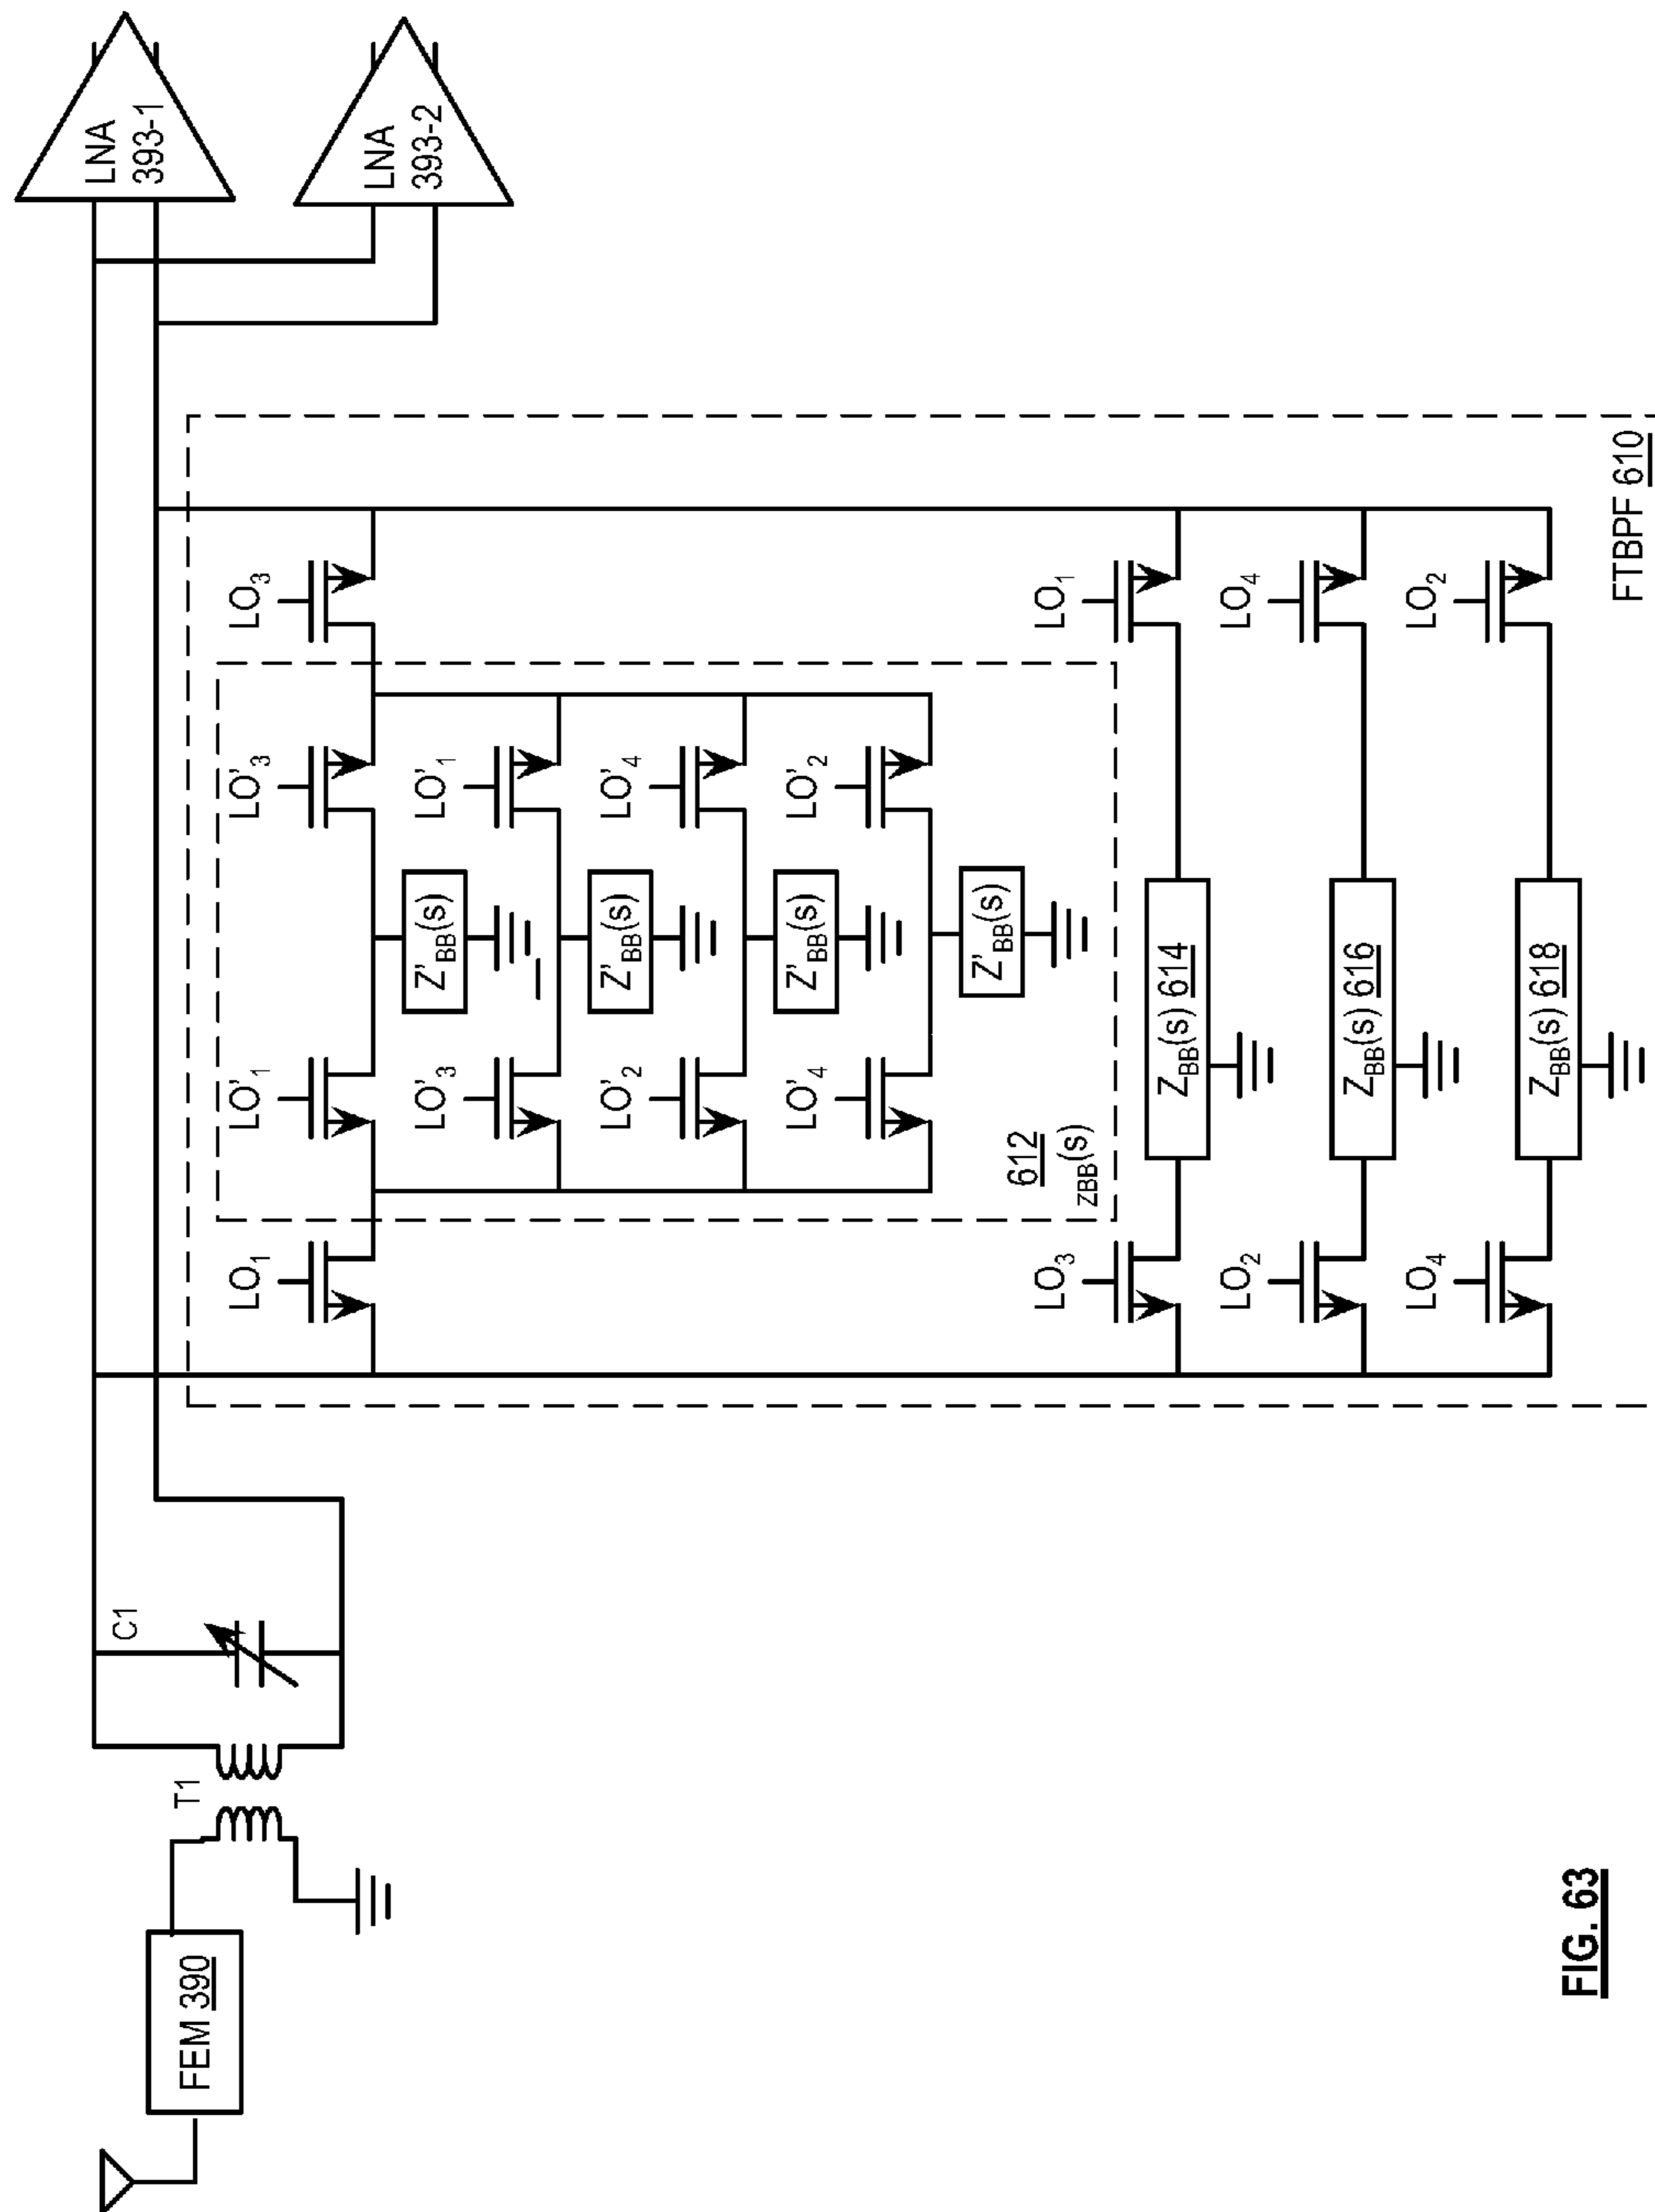 FEM 390
T1
C1
LNA
393-1
LNA
393-2
LO1
LO'1
LO'3
LO3
Z'BB(s)
LO'3
LO'1
Z'BB(s)
LO'2
LO'4
Z'BB(s)
LO'4
LO'2
Z'BB(s)
612
ZBB(s)
LO3
ZBB(s) 614
LO1
LO2
ZBB(s) 616
LO4
LO4
ZBB(s) 618
LO2
FTBPF 610
FIG. 63